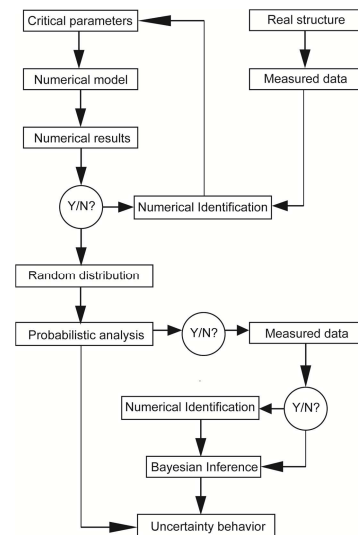 Critical parameters
Real structure
Numerical model
Measured data
Numerical results
Y/N?
Numerical Identification
Random distribution
Probabilistic analysis
Y/N?
Measured data
Numerical Identification
Y/N?
Bayesian Inference
Uncertainty behavior